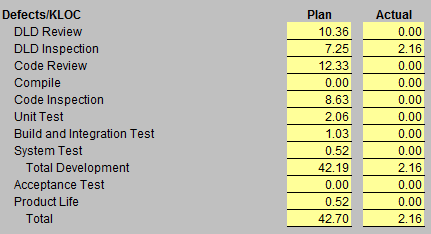 Defects/KLOC Plan Actual
DLD Review 10.36 0.00
DLD Inspection 7.25 2.16
Code Review 12.33 0.00
Compile 0.00 0.00
Code Inspection 8.63 0.00
Unit Test 2.06 0.00
Build and Integration Test 1.03 0.00
System Test 0.52 0.00
Total Development 42.19 2.16
Acceptance Test 0.00 0.00
Product Life 0.52 0.00
Total 42.70 2.16